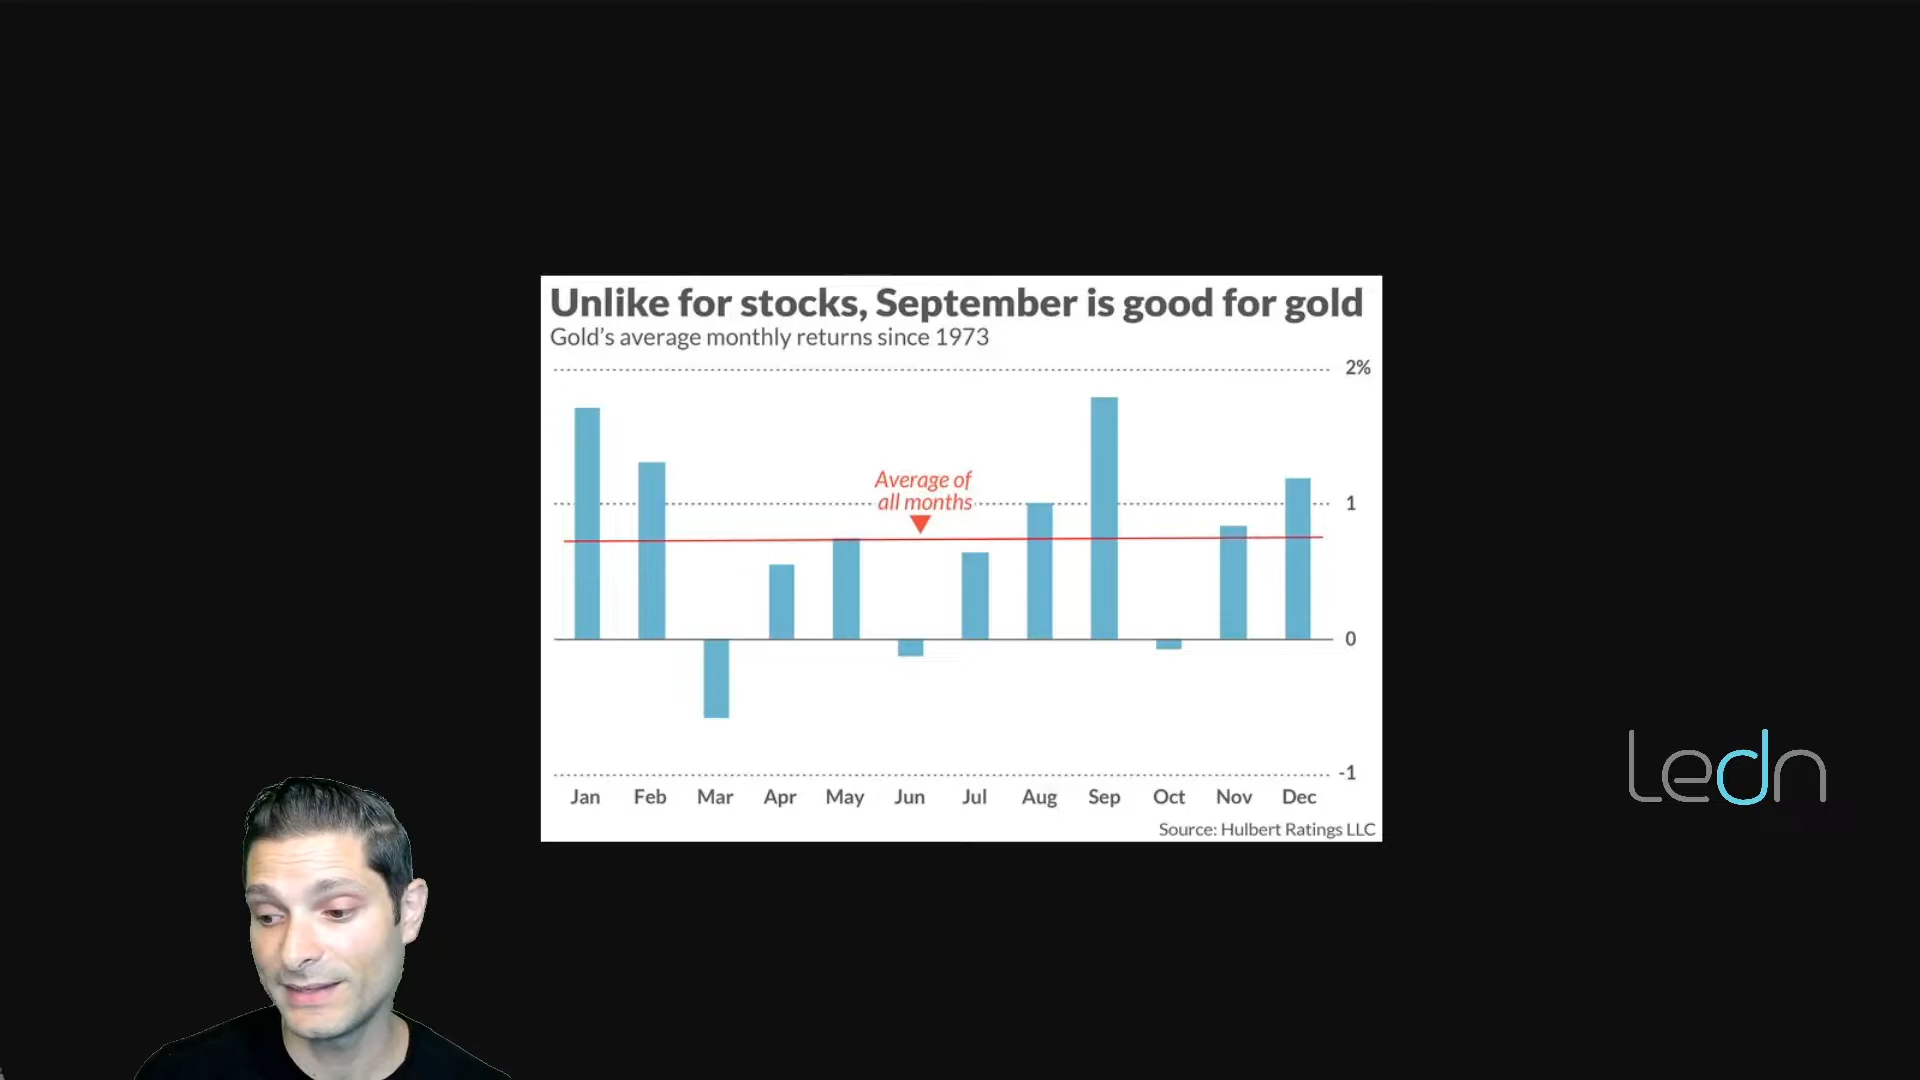 Unlike for stocks, September is good for gold
Gold's average monthly returns since 1973
2%
Average of
all months
1
0
-1
Jan Feb Mar Apr May Jun Jul Aug Sep Oct Nov Dec
Source: Hulbert Ratings LLC
ledn